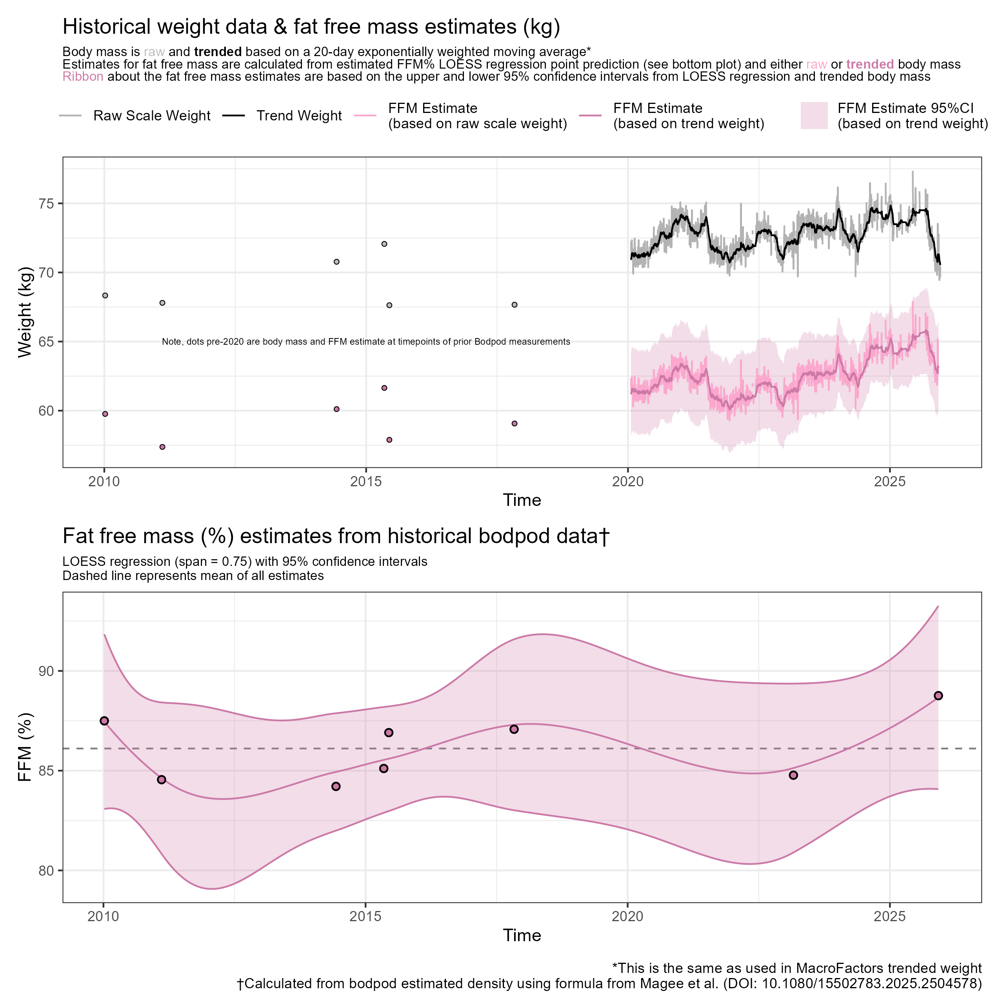 Historical weight data & fat free mass estimates (kg)
Body mass is raw and trended based on a 20-day exponentially weighted moving average*
Estimates for fat free mass are calculated from estimated FFM% LOESS regression point prediction (see bottom plot) and either raw or trended body mass
Ribbon about the fat free mass estimates are based on the upper and lower 95% confidence intervals from LOESS regression and trended body mass
Raw Scale Weight
Trend Weight
FFM Estimate
(based on raw scale weight)
FFM Estimate
(based on trend weight)
FFM Estimate 95%CI
(based on trend weight)
Weight (kg)
75
70
65
60
Note, dots pre-2020 are body mass and FFM estimate at timepoints of prior Bodpod measurements
2010 2015 2020 2025
Time
Fat free mass (%) estimates from historical bodpod data†
LOESS regression (span = 0.75) with 95% confidence intervals
Dashed line represents mean of all estimates
FFM (%)
90
85
80
2010 2015 2020 2025
Time
*This is the same as used in MacroFactors trended weight
†Calculated from bodpod estimated density using formula from Magee et al. (DOI: 10.1080/15502783.2025.2504578)